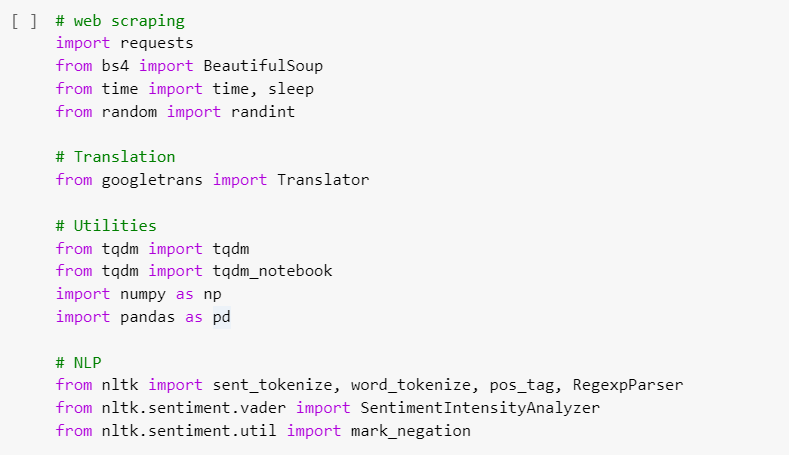 [ ] # web scraping
import requests
from bs4 import BeautifulSoup
from time import time, sleep
from random import randint
# Translation
from googletrans import Translator
# Utilities
from tqdm import tqdm
from tqdm import tqdm_notebook
import numpy as np
import pandas as pd
# NLP
from nltk import sent_tokenize, word_tokenize, pos_tag, RegexpParser
from nltk.sentiment.vader import SentimentIntensityAnalyzer
from nltk.sentiment.util import mark_negation